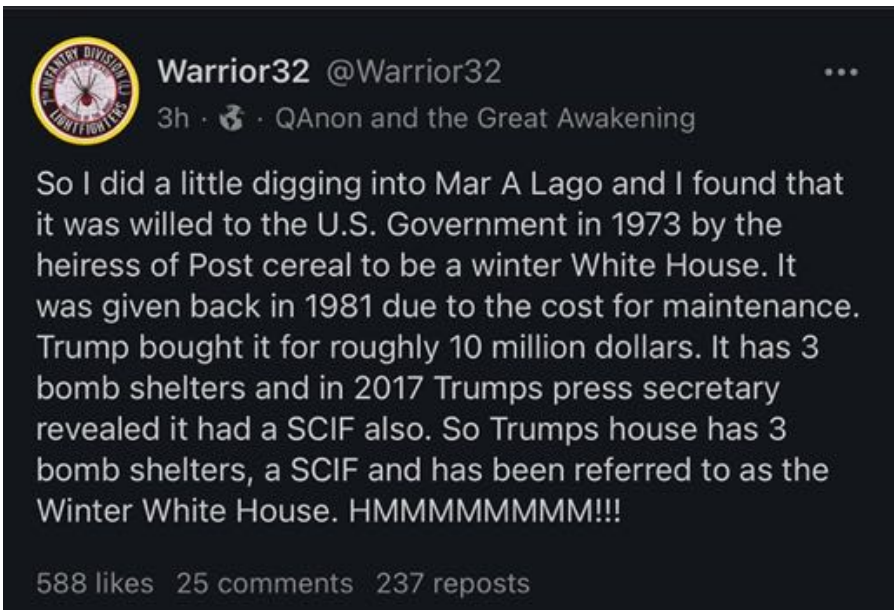 Warrior32 @Warrior32
7TH INFANTRY DIVISION (L)
LIGHTFIGHTERS
3h · · QAnon and the Great Awakening
So I did a little digging into Mar A Lago and I found that
it was willed to the U.S. Government in 1973 by the
heiress of Post cereal to be a winter White House. It
was given back in 1981 due to the cost for maintenance.
Trump bought it for roughly 10 million dollars. It has 3
bomb shelters and in 2017 Trumps press secretary
revealed it had a SCIF also. So Trumps house has 3
bomb shelters, a SCIF and has been referred to as the
Winter White House. HMMMMMMMM!!!
588 likes 25 comments 237 reposts